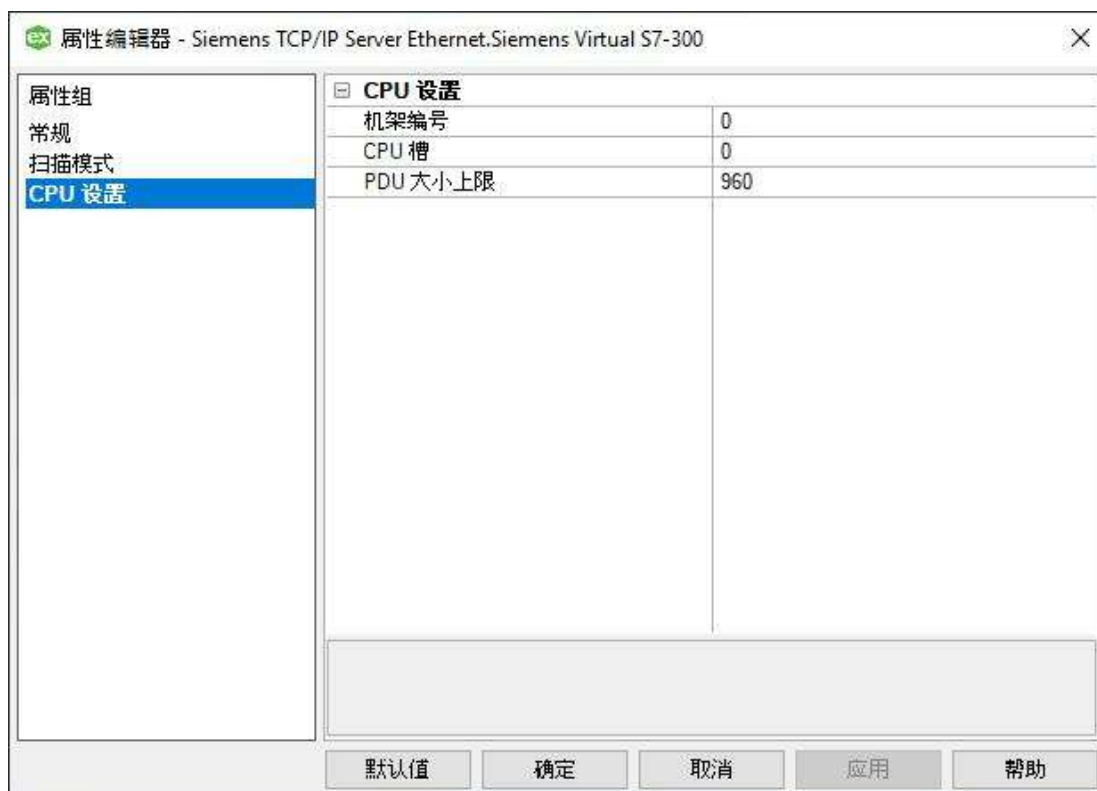 ex 属性编辑器 - Siemens TCP/IP Server Ethernet.Siemens Virtual S7-300
属性组
常规
扫描模式
CPU 设置
CPU 设置
机架编号 0
CPU 槽 0
PDU 大小上限 960
默认值 确定 取消 应用 帮助